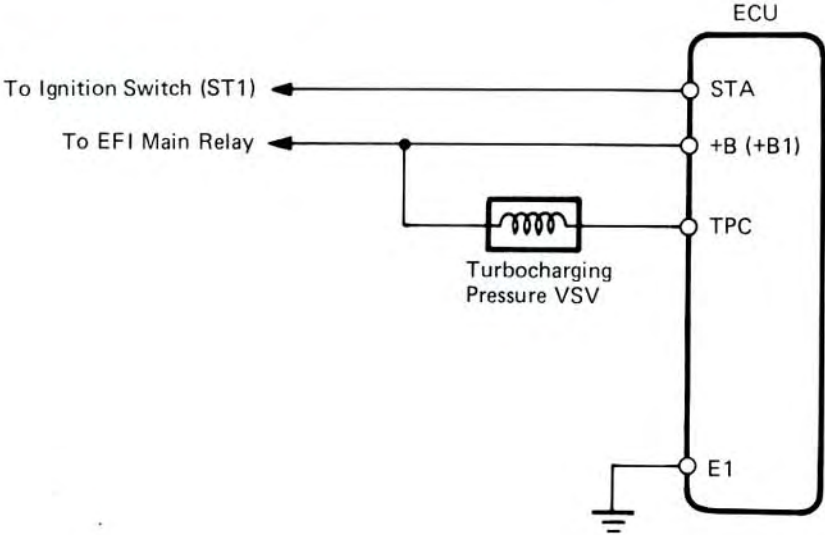 ECU
To Ignition Switch (ST1)
STA
To EFI Main Relay
+B (+B1)
TPC
Turbocharging
Pressure VSV
E1